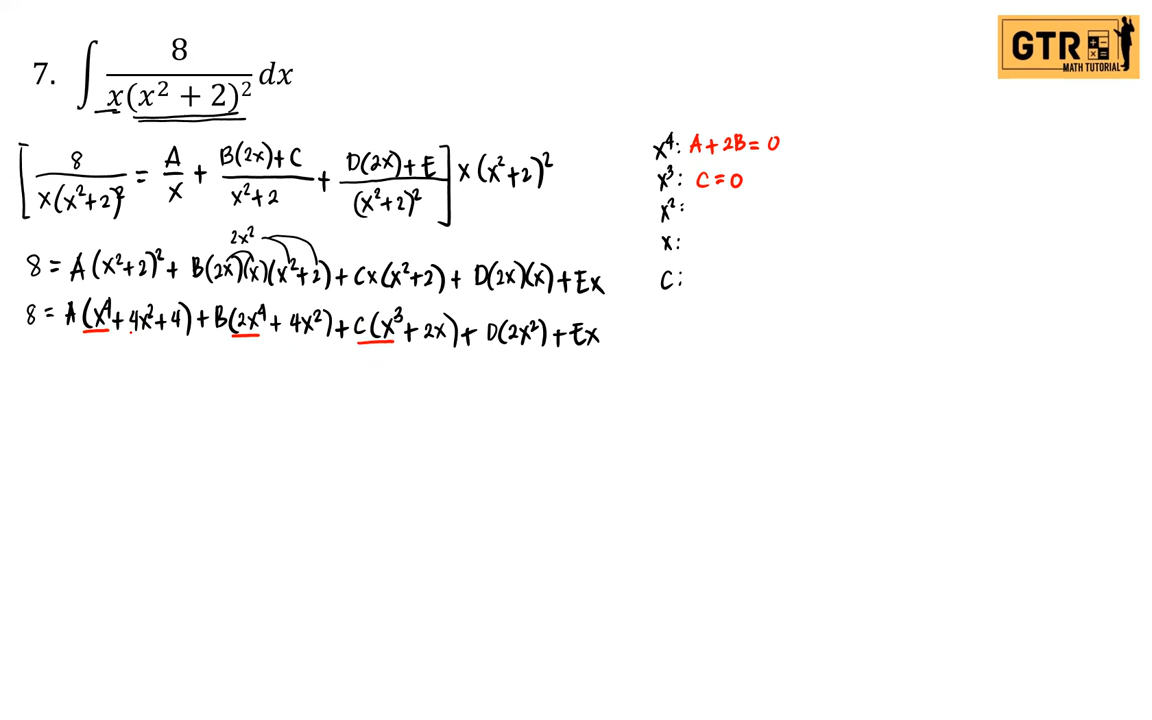 GTR
MATH TUTORIAL
7. ∫ 8 / x(x² + 2)² dx
[ 8 / x(x²+2)² = A/x + (B(2x)+C) / (x²+2) + (D(2x)+E) / (x²+2)² ] x(x²+2)²
2x²
8 = A(x²+2)² + B(2x)(x)(x²+2) + Cx(x²+2) + D(2x)(x) + Ex
8 = A(x⁴ + 4x² + 4) + B(2x⁴ + 4x²) + C(x³ + 2x) + D(2x²) + Ex
x⁴: A + 2B = 0
x³: C = 0
x²:
x:
C: